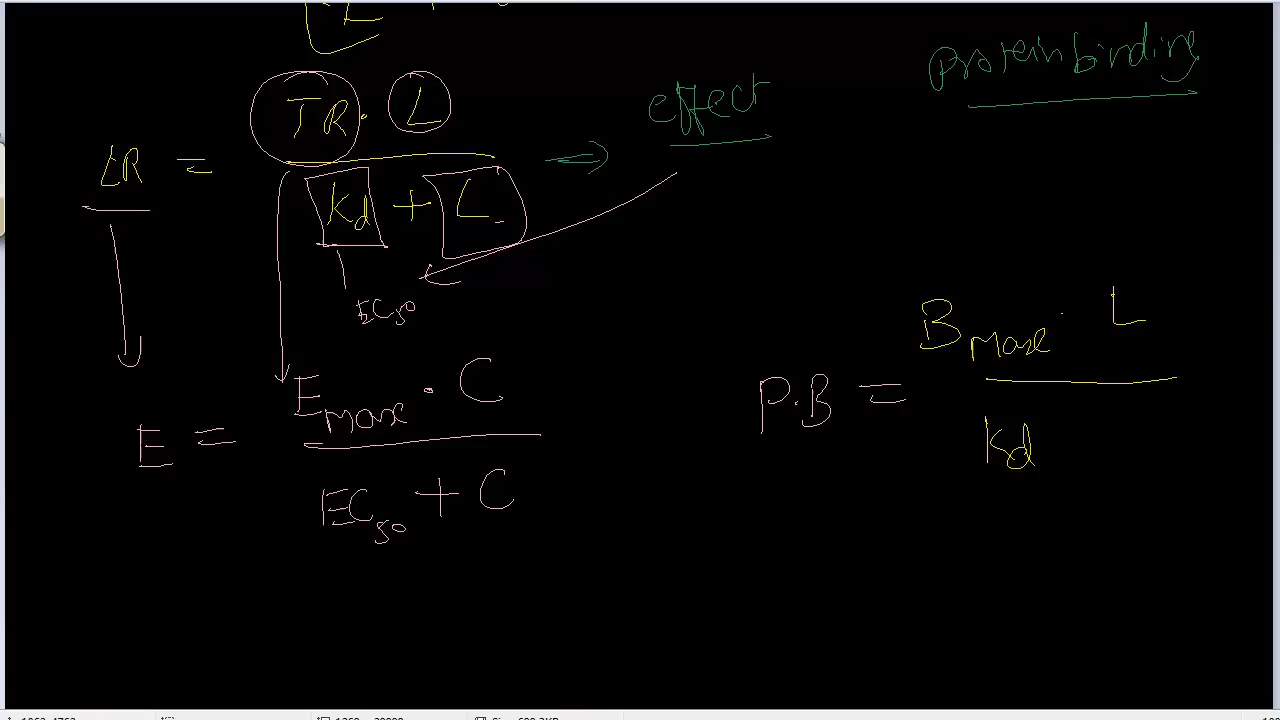 L
protein binding
effect
TR . L
LR =
Kd + L
EC50
Bmax . L
P.B =
Kd
Emax . C
E =
EC50 + C